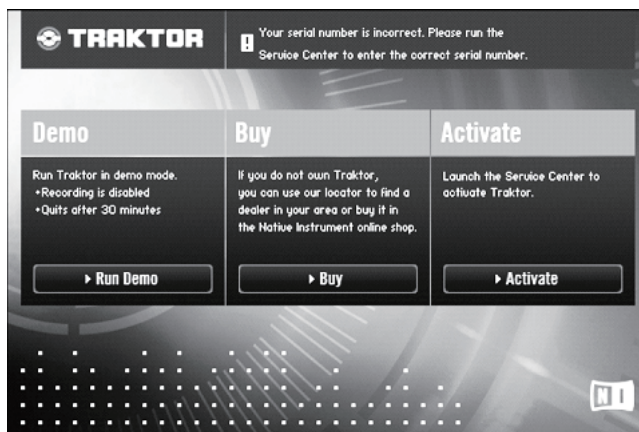 TRAKTOR
Your serial number is incorrect. Please run the
Service Center to enter the correct serial number.
Demo
Run Traktor in demo mode.
•Recording is disabled
•Quits after 30 minutes
Run Demo
Buy
If you do not own Traktor,
you can use our locator to find a
dealer in your area or buy it in
the Native Instrument online shop.
Buy
Activate
Launch the Service Center to
activate Traktor.
Activate
NI